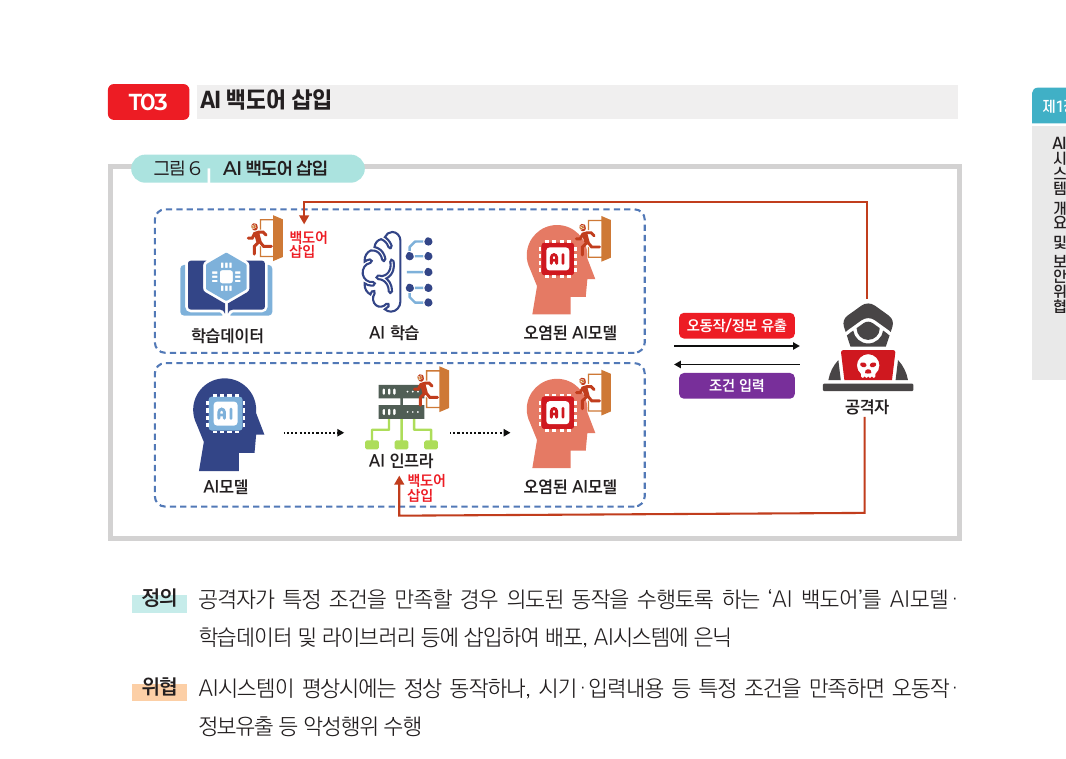 T03 AI 백도어 삽입
그림 6 AI 백도어 삽입
백도어
삽입
학습데이터
AI 학습
AI
오염된 AI모델
AI
AI모델
AI 인프라
백도어
삽입
AI
오염된 AI모델
오동작/정보 유출
조건 입력
공격자
정의 공격자가 특정 조건을 만족할 경우 의도된 동작을 수행토록 하는 ‘AI 백도어’를 AI모델·
학습데이터 및 라이브러리 등에 삽입하여 배포, AI시스템에 은닉
위협 AI시스템이 평상시에는 정상 동작하나, 시기·입력내용 등 특정 조건을 만족하면 오동작·
정보유출 등 악성행위 수행
제1
AI시스템 개요 및 보안위협